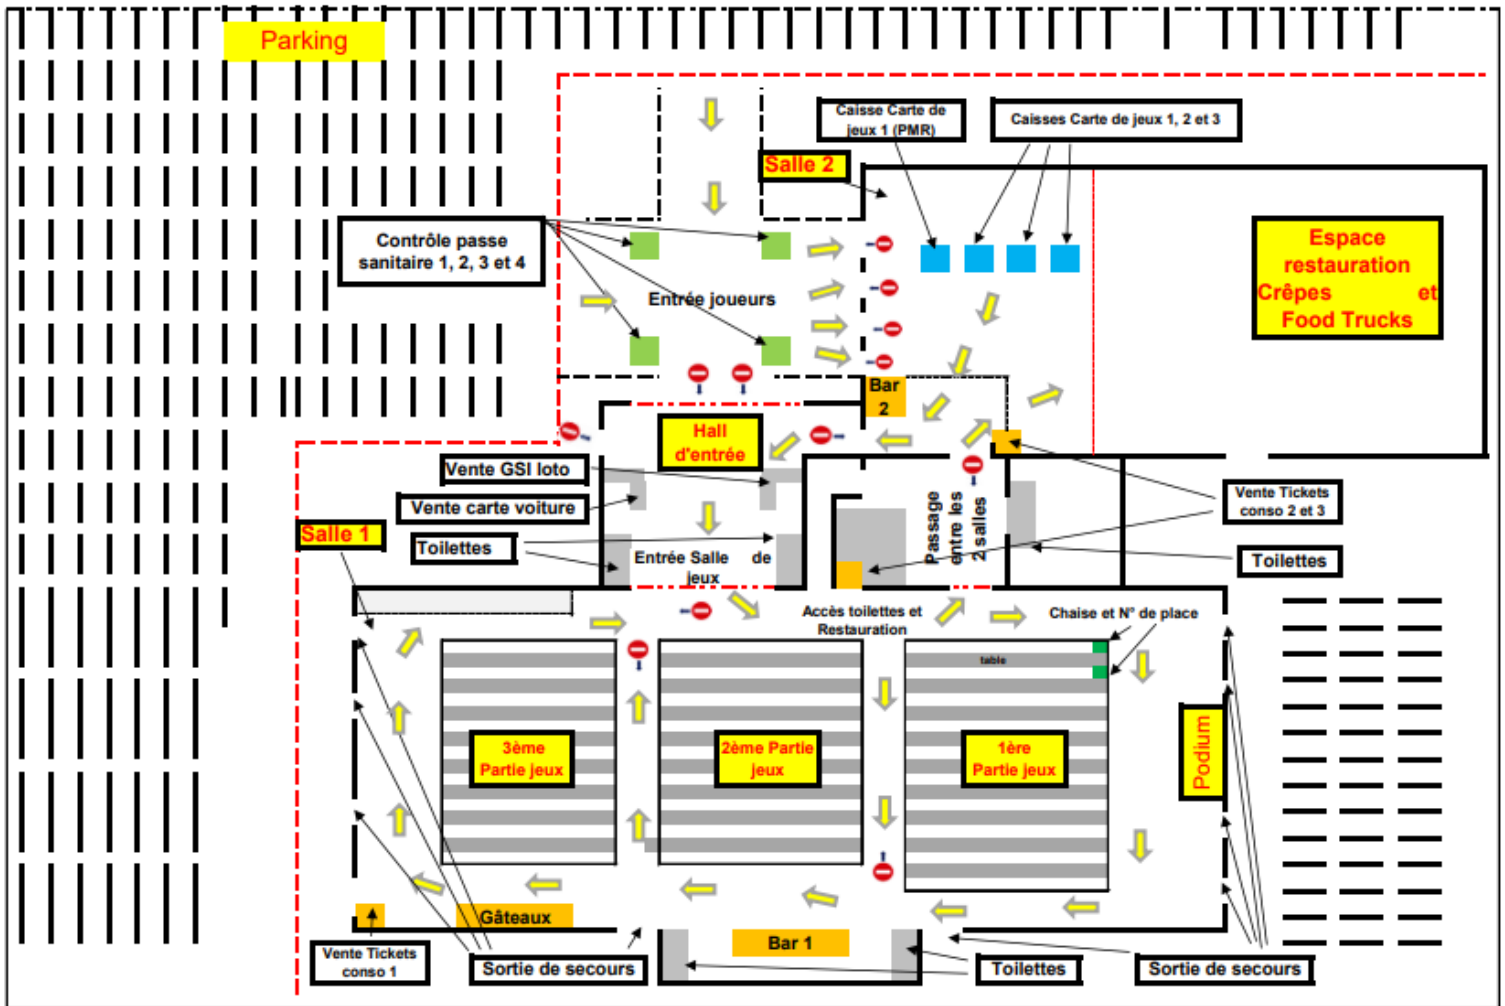 Parking
Caisse Carte de
jeux 1 (PMR)
Caisses Carte de jeux 1, 2 et 3
Salle 2
Contrôle passe
sanitaire 1, 2, 3 et 4
Espace
restauration
Crêpes et
Food Trucks
Entrée joueurs
Bar
2
Hall
d'entrée
Vente GSI loto
Vente carte voiture
Salle 1
Toilettes
Entrée Salle de
jeux
Passage
entre les
2 salles
Vente Tickets
conso 2 et 3
Toilettes
Accès toilettes et
Restauration
Chaise et N° de place
table
3ème
Partie jeux
2ème Partie
jeux
1ère
Partie jeux
Podium
Gâteaux
Bar 1
Vente Tickets
conso 1
Sortie de secours
Toilettes
Sortie de secours